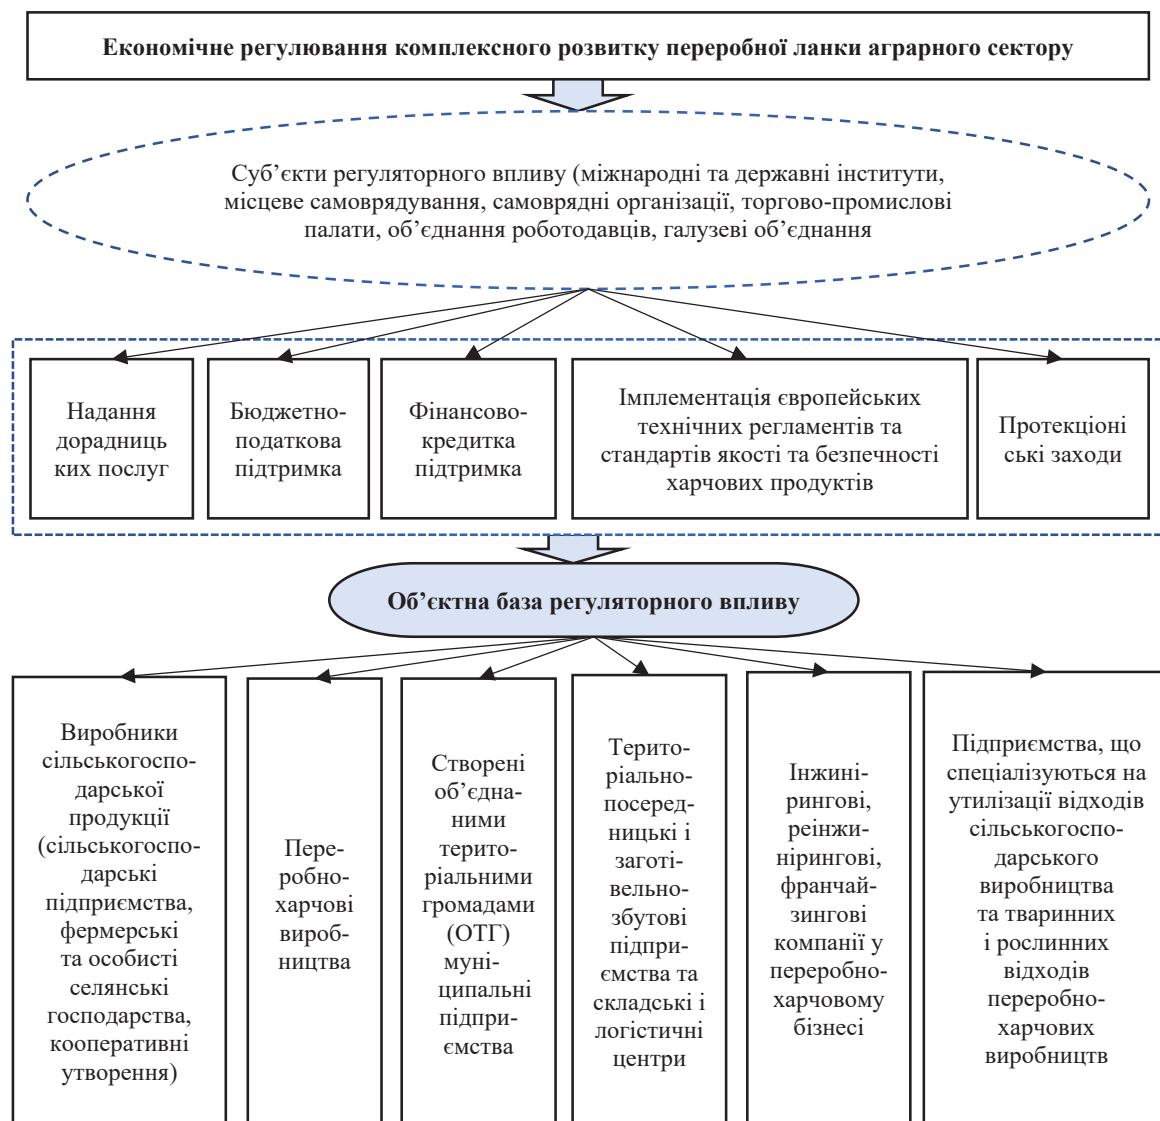 Економічне регулювання комплексного розвитку переробної ланки аграрного сектору
Суб’єкти регуляторного впливу (міжнародні та державні інститути,
місцеве самоврядування, самоврядні організації, торгово-промислові
палати, об’єднання роботодавців, галузеві об’єднання
Надання
дорадниць
ких послуг
Бюджетно-
податкова
підтримка
Фінансово-
кредитка
підтримка
Імплементація європейських
технічних регламентів та
стандартів якості та безпечності
харчових продуктів
Протекціоні
ські заходи
Об’єктна база регуляторного впливу
Виробники
сільськогоспо-
дарської
продукції
(сільськогоспо-
дарські
підприємства,
фермерські
та особисті
селянські
господарства,
кооперативні
утворення)
Пере-
робно-
харчові
вироб-
ництва
Створені
об’єдна-
ними
терито-
ріальними
громадами
(ОТГ)
муні-
ципальні
підпри-
ємства
Терито-
ріально-
посеред-
ницькі і
заготі-
вельно-
збутові
підпри-
ємства та
складські і
логістичні
центри
Інжині-
рингові,
реінжи-
нірингові,
франчай-
зингові
компанії у
переробно-
харчовому
бізнесі
Підприємства, що
спеціалізуються на
утилізації відходів
сільськогоспо-
дарського
виробництва
та тваринних
і рослинних
відходів
переробно-
харчових
виробництв